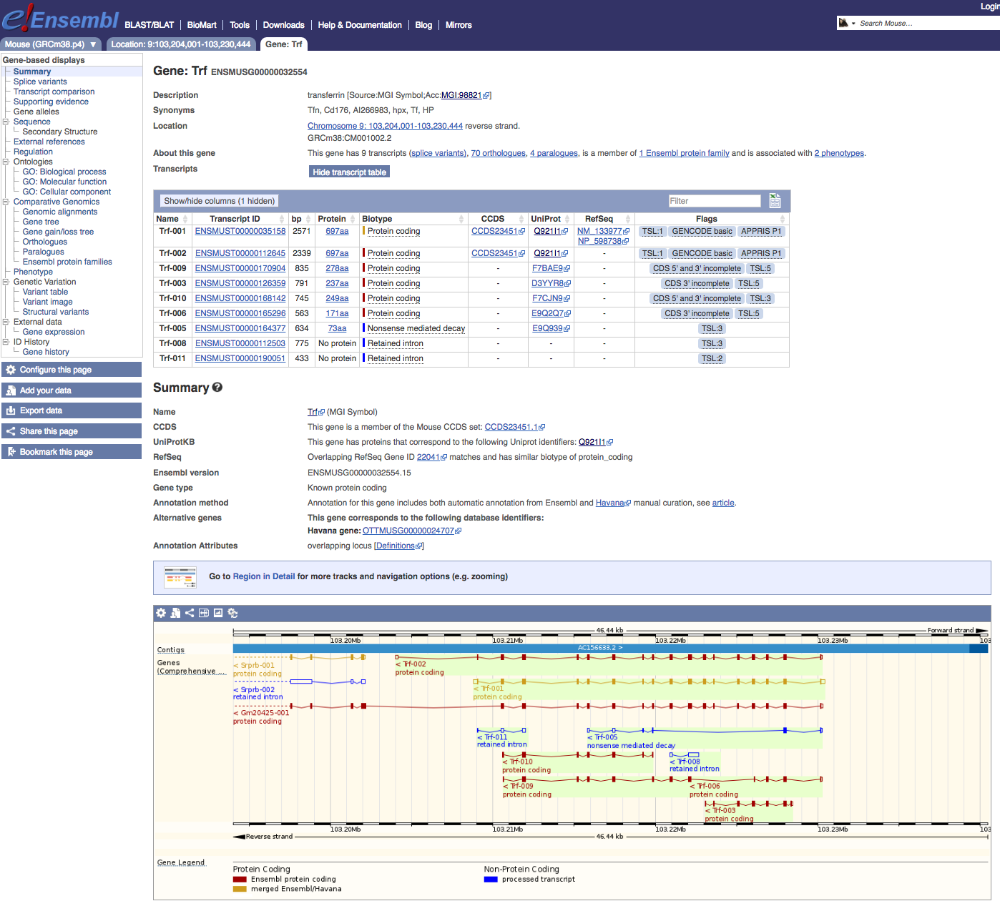 Login
e!Ensembl BLAST/BLAT | BioMart | Tools | Downloads | Help & Documentation | Blog | Mirrors
Search Mouse...
Mouse (GRCm38.p4) ▼ Location: 9:103,204,001-103,230,444 Gene: Trf
Gene-based displays
Summary
Splice variants
Transcript comparison
Supporting evidence
Gene alleles
Sequence
Secondary Structure
External references
Regulation
Ontologies
GO: Biological process
GO: Molecular function
GO: Cellular component
Comparative Genomics
Genomic alignments
Gene tree
Gene gain/loss tree
Orthologues
Paralogues
Ensembl protein families
Phenotype
Genetic Variation
Variant table
Variant image
Structural variants
External data
Gene expression
ID History
Gene history
Configure this page
Add your data
Export data
Share this page
Bookmark this page
Gene: Trf ENSMUSG00000032554
Description transferrin [Source:MGI Symbol;Acc:MGI:98821]
Synonyms Tfn, Cd176, AI266983, hpx, Tf, HP
Location Chromosome 9: 103,204,001-103,230,444 reverse strand.
GRCm38:CM001002.2
About this gene This gene has 9 transcripts (splice variants), 70 orthologues, 4 paralogues, is a member of 1 Ensembl protein family and is associated with 2 phenotypes.
Transcripts Hide transcript table
Show/hide columns (1 hidden) Filter
Name Transcript ID bp Protein Biotype CCDS UniProt RefSeq Flags
Trf-001 ENSMUST00000035158 2571 697aa Protein coding CCDS23451 Q921I1 NM_133977 TSL:1 GENCODE basic APPRIS P1
NP_598738
Trf-002 ENSMUST00000112645 2339 697aa Protein coding CCDS23451 Q921I1 - TSL:1 GENCODE basic APPRIS P1
Trf-009 ENSMUST00000170904 835 278aa Protein coding - F7BAE9 - CDS 5' and 3' incomplete TSL:5
Trf-003 ENSMUST00000126359 791 237aa Protein coding - D3YYR8 - CDS 3' incomplete TSL:5
Trf-010 ENSMUST00000168142 745 249aa Protein coding - F7CJN9 - CDS 5' and 3' incomplete TSL:3
Trf-006 ENSMUST00000165296 563 171aa Protein coding - E9Q2Q7 - CDS 3' incomplete TSL:5
Trf-005 ENSMUST00000164377 634 73aa Nonsense mediated decay - E9Q939 - TSL:3
Trf-008 ENSMUST00000112503 775 No protein Retained intron - - - TSL:3
Trf-011 ENSMUST00000190051 433 No protein Retained intron - - - TSL:2
Summary ?
Name Trf (MGI Symbol)
CCDS This gene is a member of the Mouse CCDS set: CCDS23451.1
UniProtKB This gene has proteins that correspond to the following Uniprot identifiers: Q921I1
RefSeq Overlapping RefSeq Gene ID 22041 matches and has similar biotype of protein_coding
Ensembl version ENSMUSG00000032554.15
Gene type Known protein coding
Annotation method Annotation for this gene includes both automatic annotation from Ensembl and Havana manual curation, see article.
Alternative genes This gene corresponds to the following database identifiers:
Havana gene: OTTMUSG00000024707
Annotation Attributes overlapping locus [Definitions]
Go to Region in Detail for more tracks and navigation options (e.g. zooming)
46.44 kb Forward strand
103.20Mb 103.21Mb 103.22Mb 103.23Mb 103
Contigs AC156633.2 >
Genes
(Comprehensive ...
< Srprb-001 < Trf-002
protein coding protein coding
< Srprb-002 < Trf-001
retained intron protein coding
< Gm20425-001
protein coding
< Trf-011 < Trf-005
retained intron nonsense mediated decay
< Trf-010 < Trf-008
protein coding retained intron
< Trf-009 < Trf-006
protein coding protein coding
< Trf-003
protein coding
103.20Mb 103.21Mb 103.22Mb 103.23Mb 103
Reverse strand 46.44 kb
Gene Legend
Protein Coding Non-Protein Coding
Ensembl protein coding processed transcript
merged Ensembl/Havana